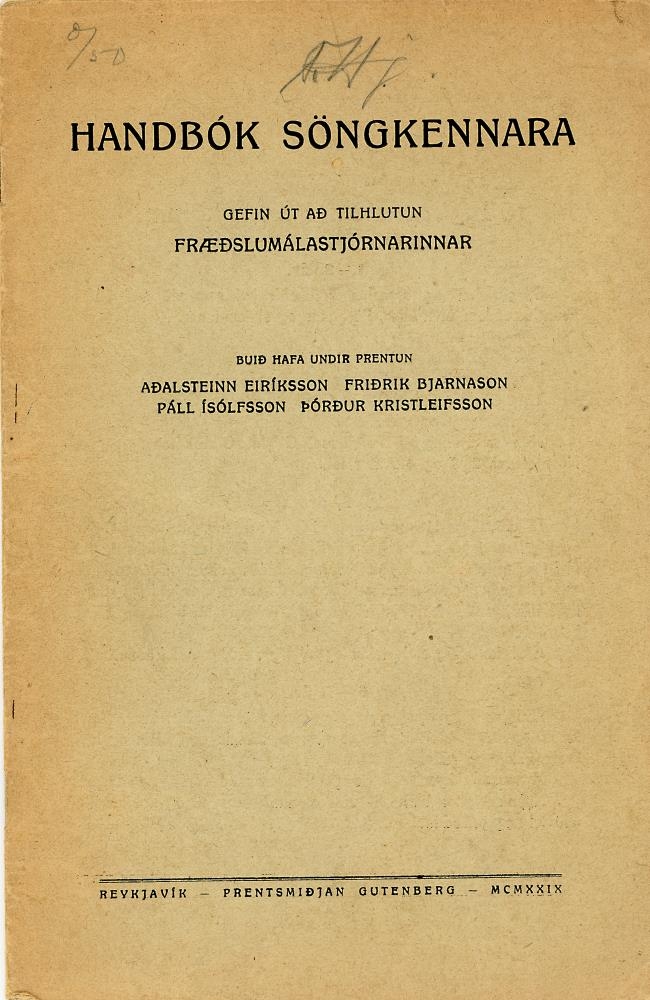 HANDBÓK SÖNGKENNARA
GEFIN ÚT AÐ TILHLUTUN
FRÆÐSLUMÁLASTJÓRNARINNAR
BUIÐ HAFA UNDIR PRENTUN
AÐALSTEINN EIRÍKSSON FRIÐRIK BJARNASON
PÁLL ÍSÓLFSSON ÞÓRÐUR KRISTLEIFSSON
REYKJAVÍK — PRENTSMIÐJAN GUTENBERG — MCMXXIX